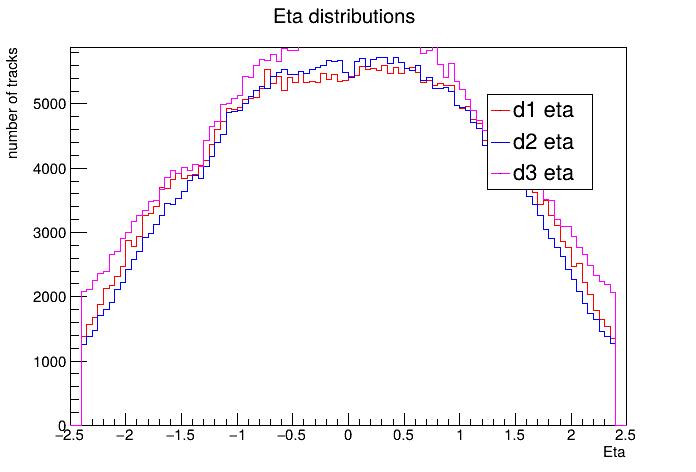 Eta distributions
number of tracks
5000
4000
3000
2000
1000
0
d1 eta
d2 eta
d3 eta
−2.5 −2 −1.5 −1 −0.5 0 0.5 1 1.5 2 2.5
Eta